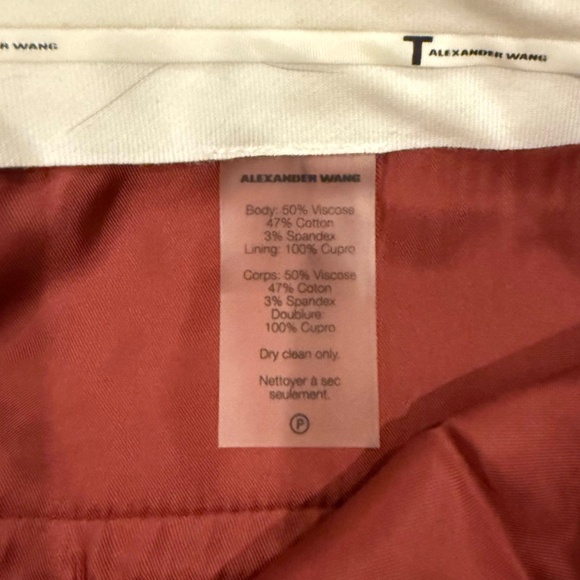 R WANG
T ALEXANDER WANG
ALEXANDER WANG
Body: 50% Viscose
47% Cotton
3% Spandex
Lining: 100% Cupro
Corps: 50% Viscose
47% Coton
3% Spandex
Doublure:
100% Cupro
Dry clean only.
Nettoyer à sec
seulement.
P